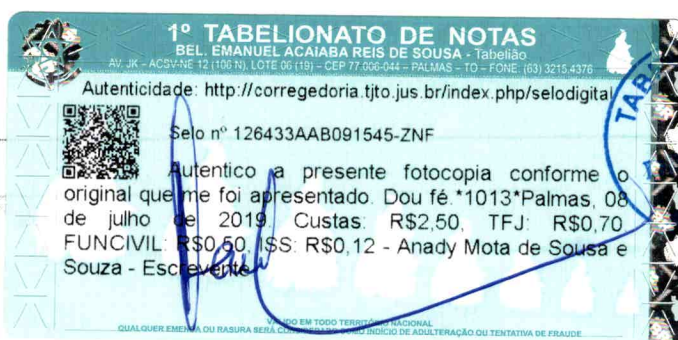 1º TABELIONATO DE NOTAS
BEL. EMANUEL ACAIABA REIS DE SOUSA - Tabelião
AV. JK – ACSV-NE 12 (106 N), LOTE 06 (19) – CEP 77.006-044 – PALMAS – TO – FONE: (63) 3215.4376
Autenticidade: http://corregedoria.tjto.jus.br/index.php/selodigital
Selo nº 126433AAB091545-ZNF
Autentico a presente fotocopia conforme o
original que me foi apresentado. Dou fé.*1013*Palmas, 08
de julho de 2019. Custas: R$2,50, TFJ: R$0,70
FUNCIVIL: R$0,50, ISS: R$0,12 - Anady Mota de Sousa e
Souza - Escrevente
VÁLIDO EM TODO TERRITÓRIO NACIONAL
QUALQUER EMENDA OU RASURA SERÁ CONSIDERADO COMO INDÍCIO DE ADULTERAÇÃO OU TENTATIVA DE FRAUDE
TAB